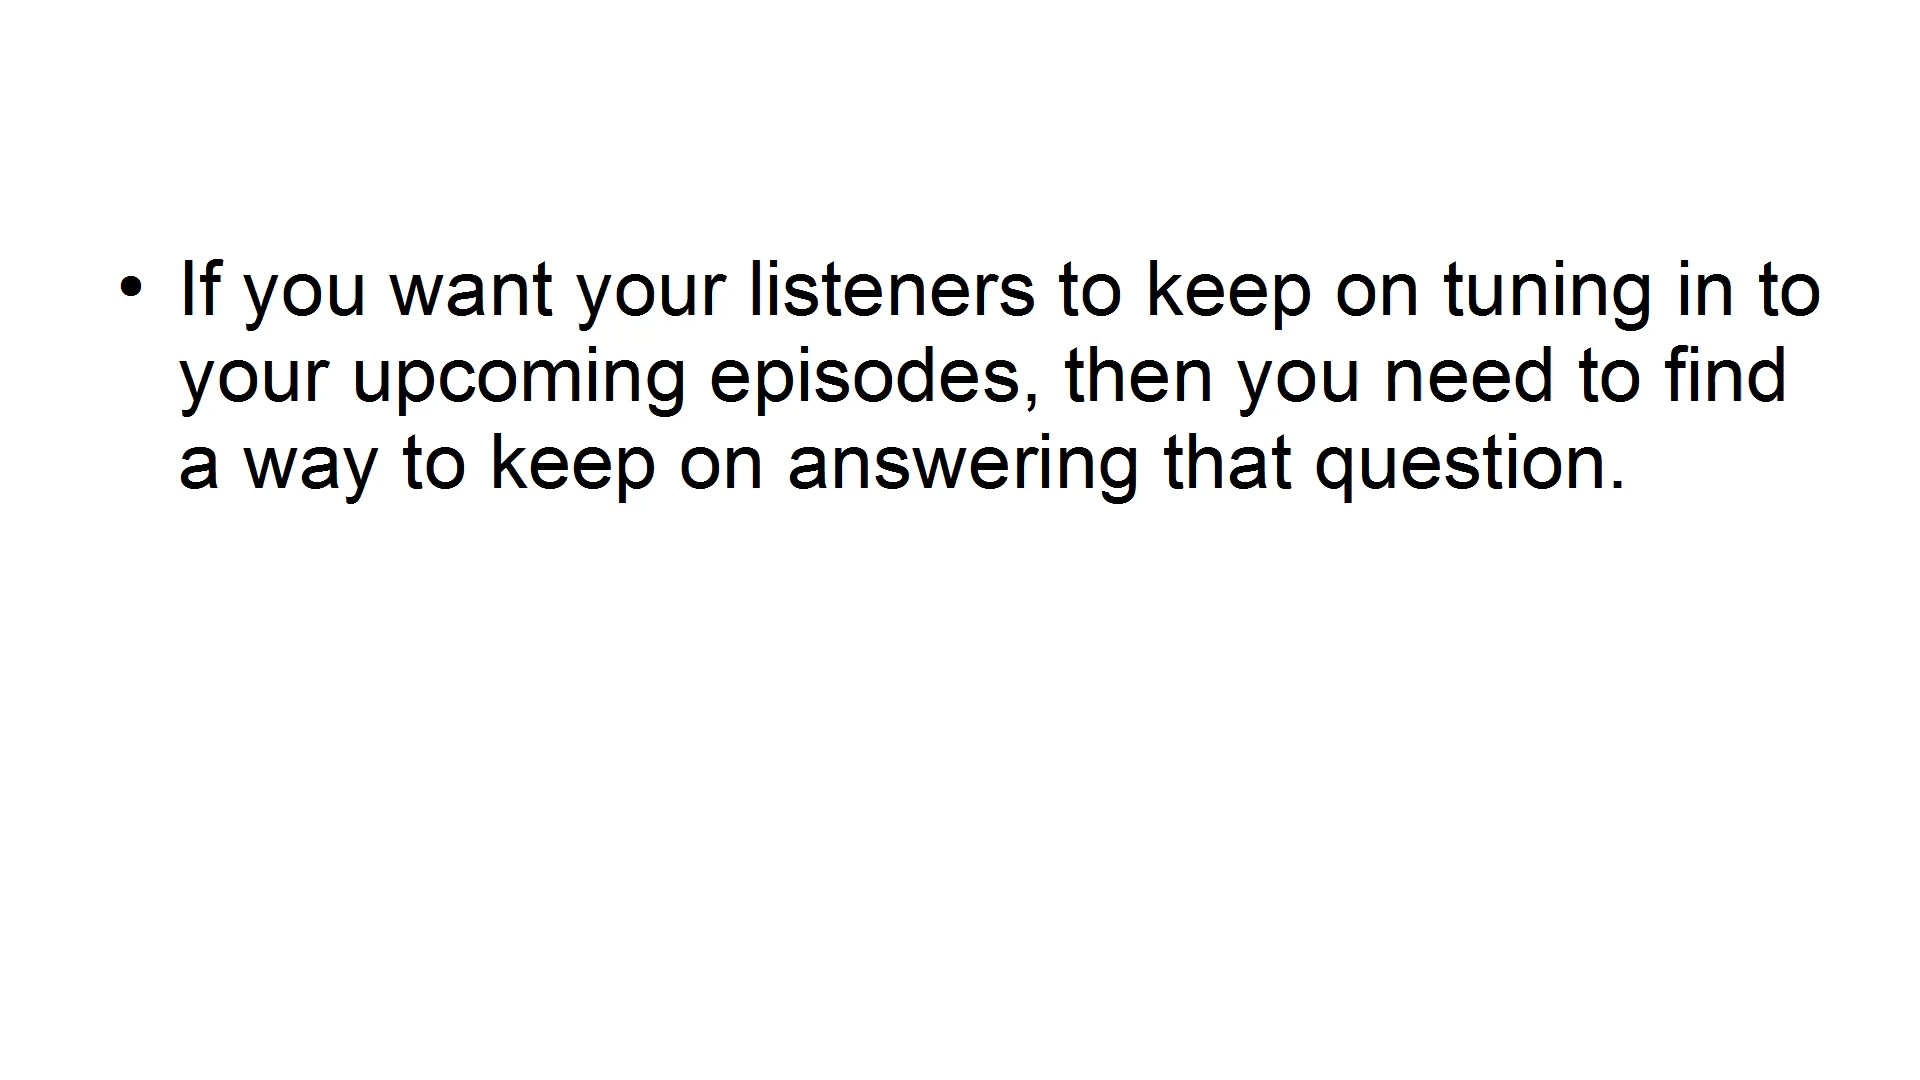 • If you want your listeners to keep on tuning in to
your upcoming episodes, then you need to find
a way to keep on answering that question.